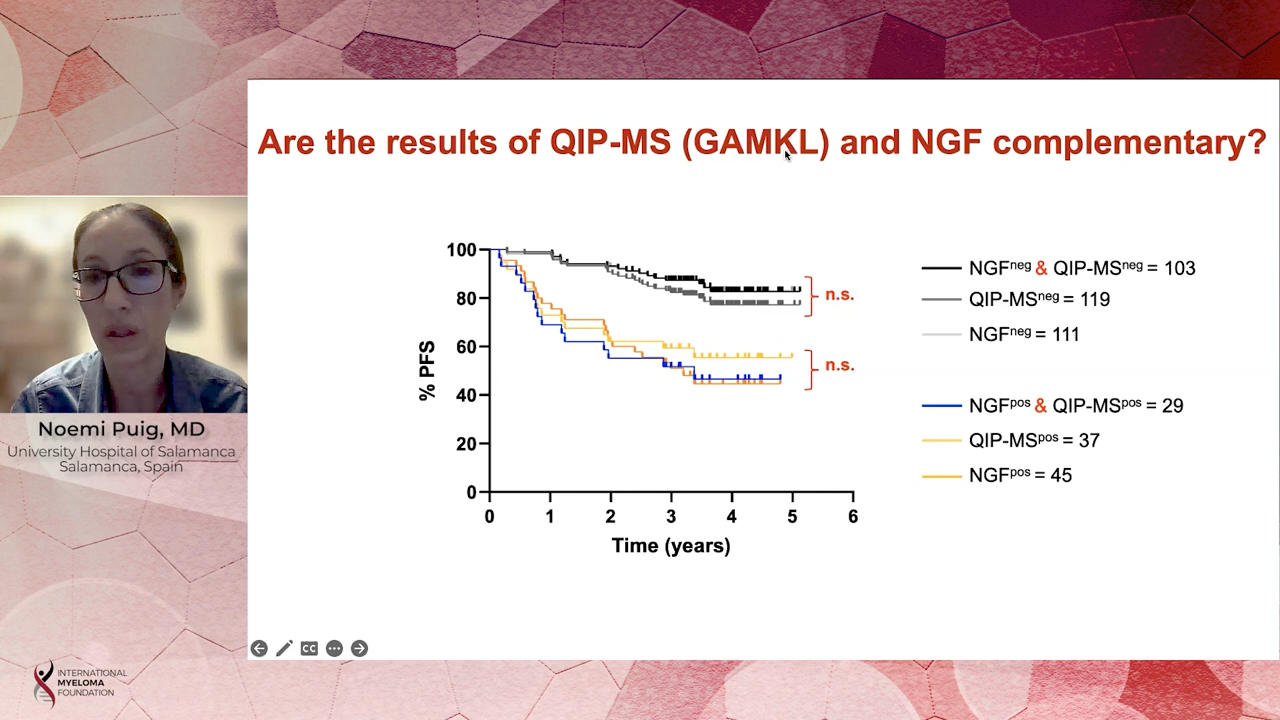 Are the results of QIP-MS (GAMKL) and NGF complementary?
100
80
60
40
20
0
% PFS
0 1 2 3 4 5 6
Time (years)
n.s.
n.s.
NGFneg & QIP-MSneg = 103
QIP-MSneg = 119
NGFneg = 111
NGFpos & QIP-MSpos = 29
QIP-MSpos = 37
NGFpos = 45
Noemi Puig, MD
University Hospital of Salamanca
Salamanca, Spain
CC
INTERNATIONAL
MYELOMA
FOUNDATION